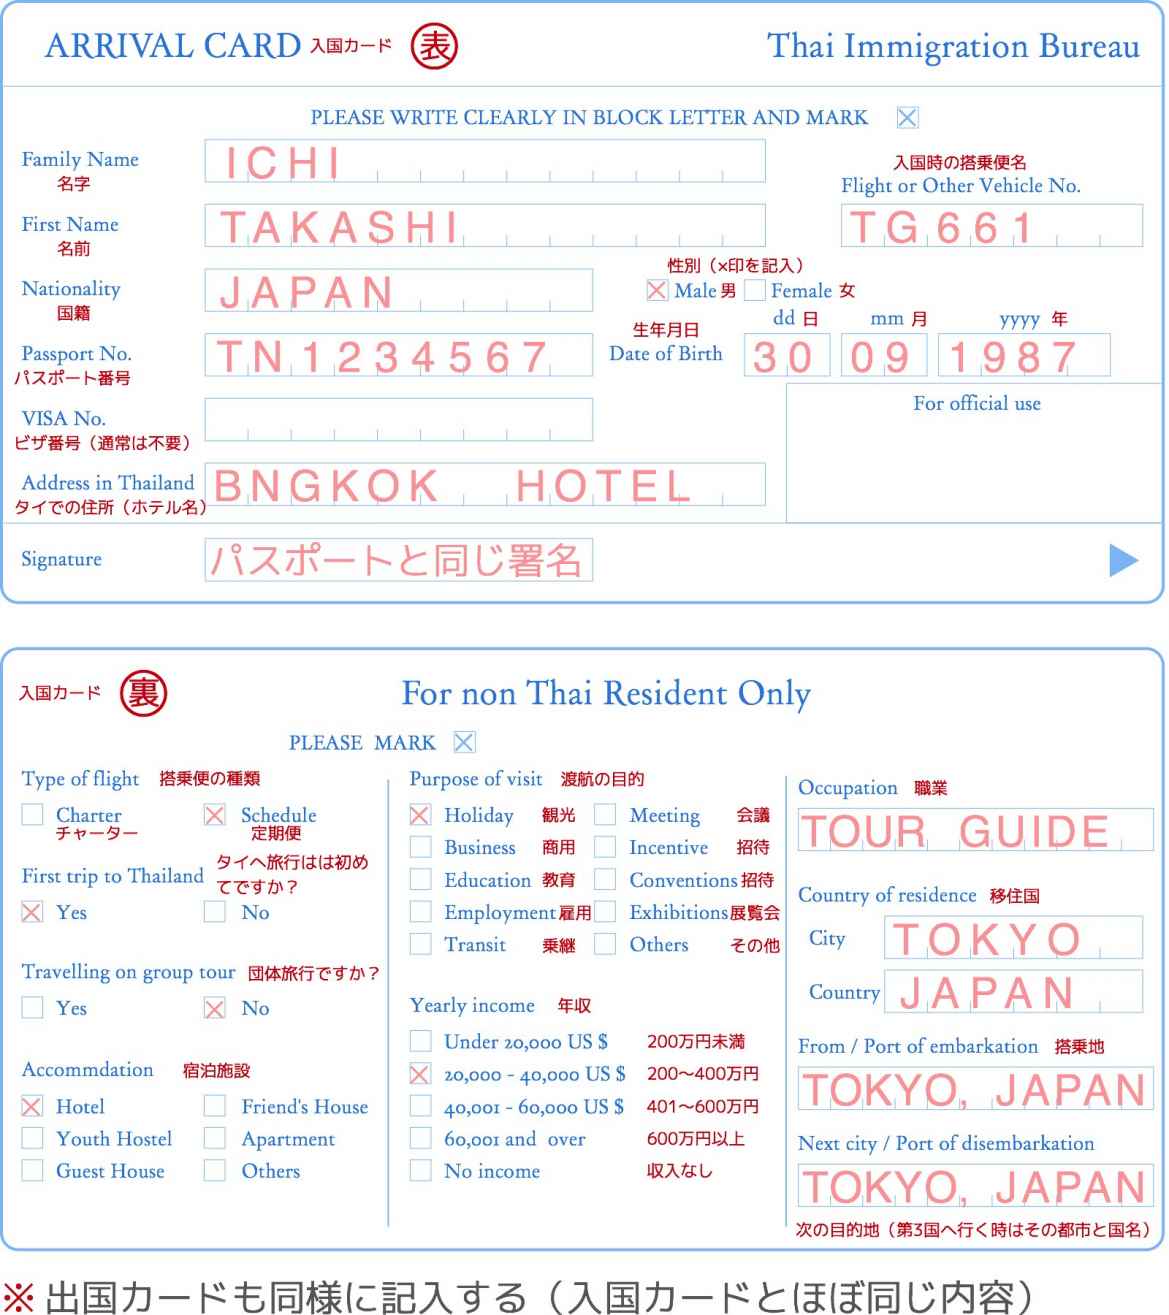 ARRIVAL CARD 入国カード 表 Thai Immigration Bureau
PLEASE WRITE CLEARLY IN BLOCK LETTER AND MARK
Family Name ICHI
名字
入国時の搭乗便名
Flight or Other Vehicle No.
First Name TAKASHI TG661
名前
性別（×印を記入）
Nationality JAPAN Male 男 Female 女
国籍
dd 日 mm 月 yyyy 年
生年月日
Passport No. TN1234567 Date of Birth 30 09 1987
パスポート番号
For official use
VISA No.
ビザ番号（通常は不要）
Address in Thailand BNGKOK HOTEL
タイでの住所（ホテル名）
Signature パスポートと同じ署名
入国カード 裏 For non Thai Resident Only
PLEASE MARK
Type of flight 搭乗便の種類
Charter Schedule
チャーター 定期便
First trip to Thailand タイへ旅行はは初め
てですか？
Yes No
Travelling on group tour 団体旅行ですか？
Yes No
Accommdation 宿泊施設
Hotel Friend's House
Youth Hostel Apartment
Guest House Others
Purpose of visit 渡航の目的
Holiday 観光 Meeting 会議
Business 商用 Incentive 招待
Education 教育 Conventions 招待
Employment 雇用 Exhibitions 展覧会
Transit 乗継 Others その他
Yearly income 年収
Under 20,000 US $ 200万円未満
20,000 - 40,000 US $ 200〜400万円
40,001 - 60,000 US $ 401〜600万円
60,001 and over 600万円以上
No income 収入なし
Occupation 職業
TOUR GUIDE
Country of residence 移住国
City TOKYO
Country JAPAN
From / Port of embarkation 搭乗地
TOKYO, JAPAN
Next city / Port of disembarkation
TOKYO, JAPAN
次の目的地（第3国へ行く時はその都市と国名）
※ 出国カードも同様に記入する（入国カードとほぼ同じ内容）